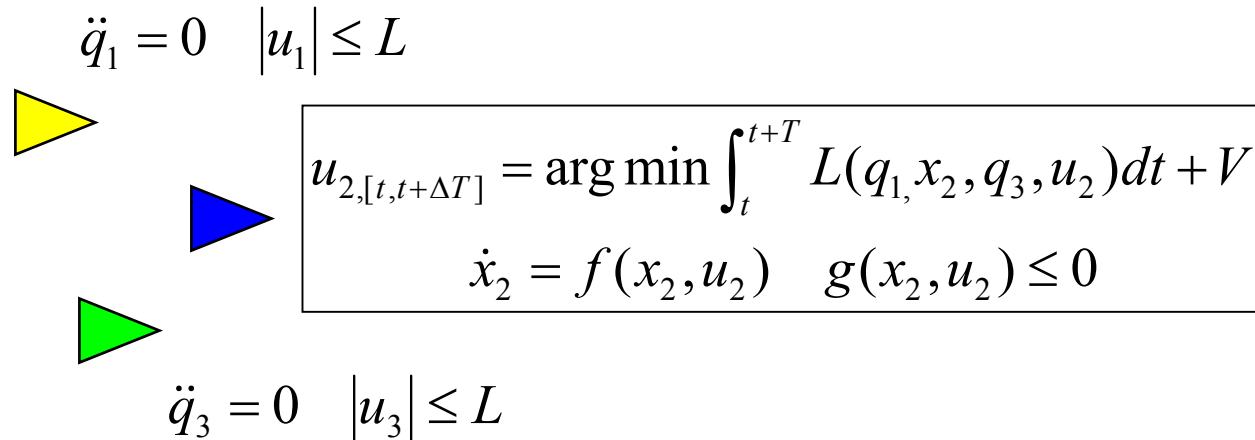 q̈₁ = 0 |u₁| ≤ L
u₂,[t,t+ΔT] = arg min ∫ₜᵗ⁺ᵀ L(q₁,x₂,q₃,u₂)dt + V
ẋ₂ = f(x₂,u₂) g(x₂,u₂) ≤ 0
q̈₃ = 0 |u₃| ≤ L